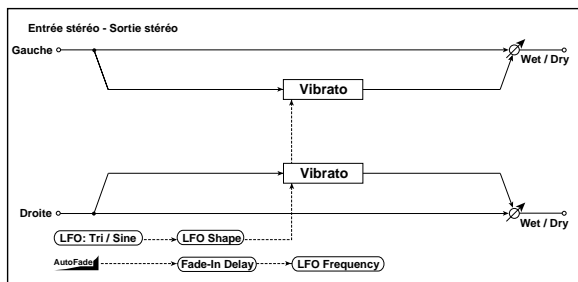 Entrée stéréo - Sortie stéréo
Gauche
Wet / Dry
Vibrato
Vibrato
Droite
Wet / Dry
LFO: Tri / Sine
LFO Shape
AutoFade
Fade-In Delay
LFO Frequency